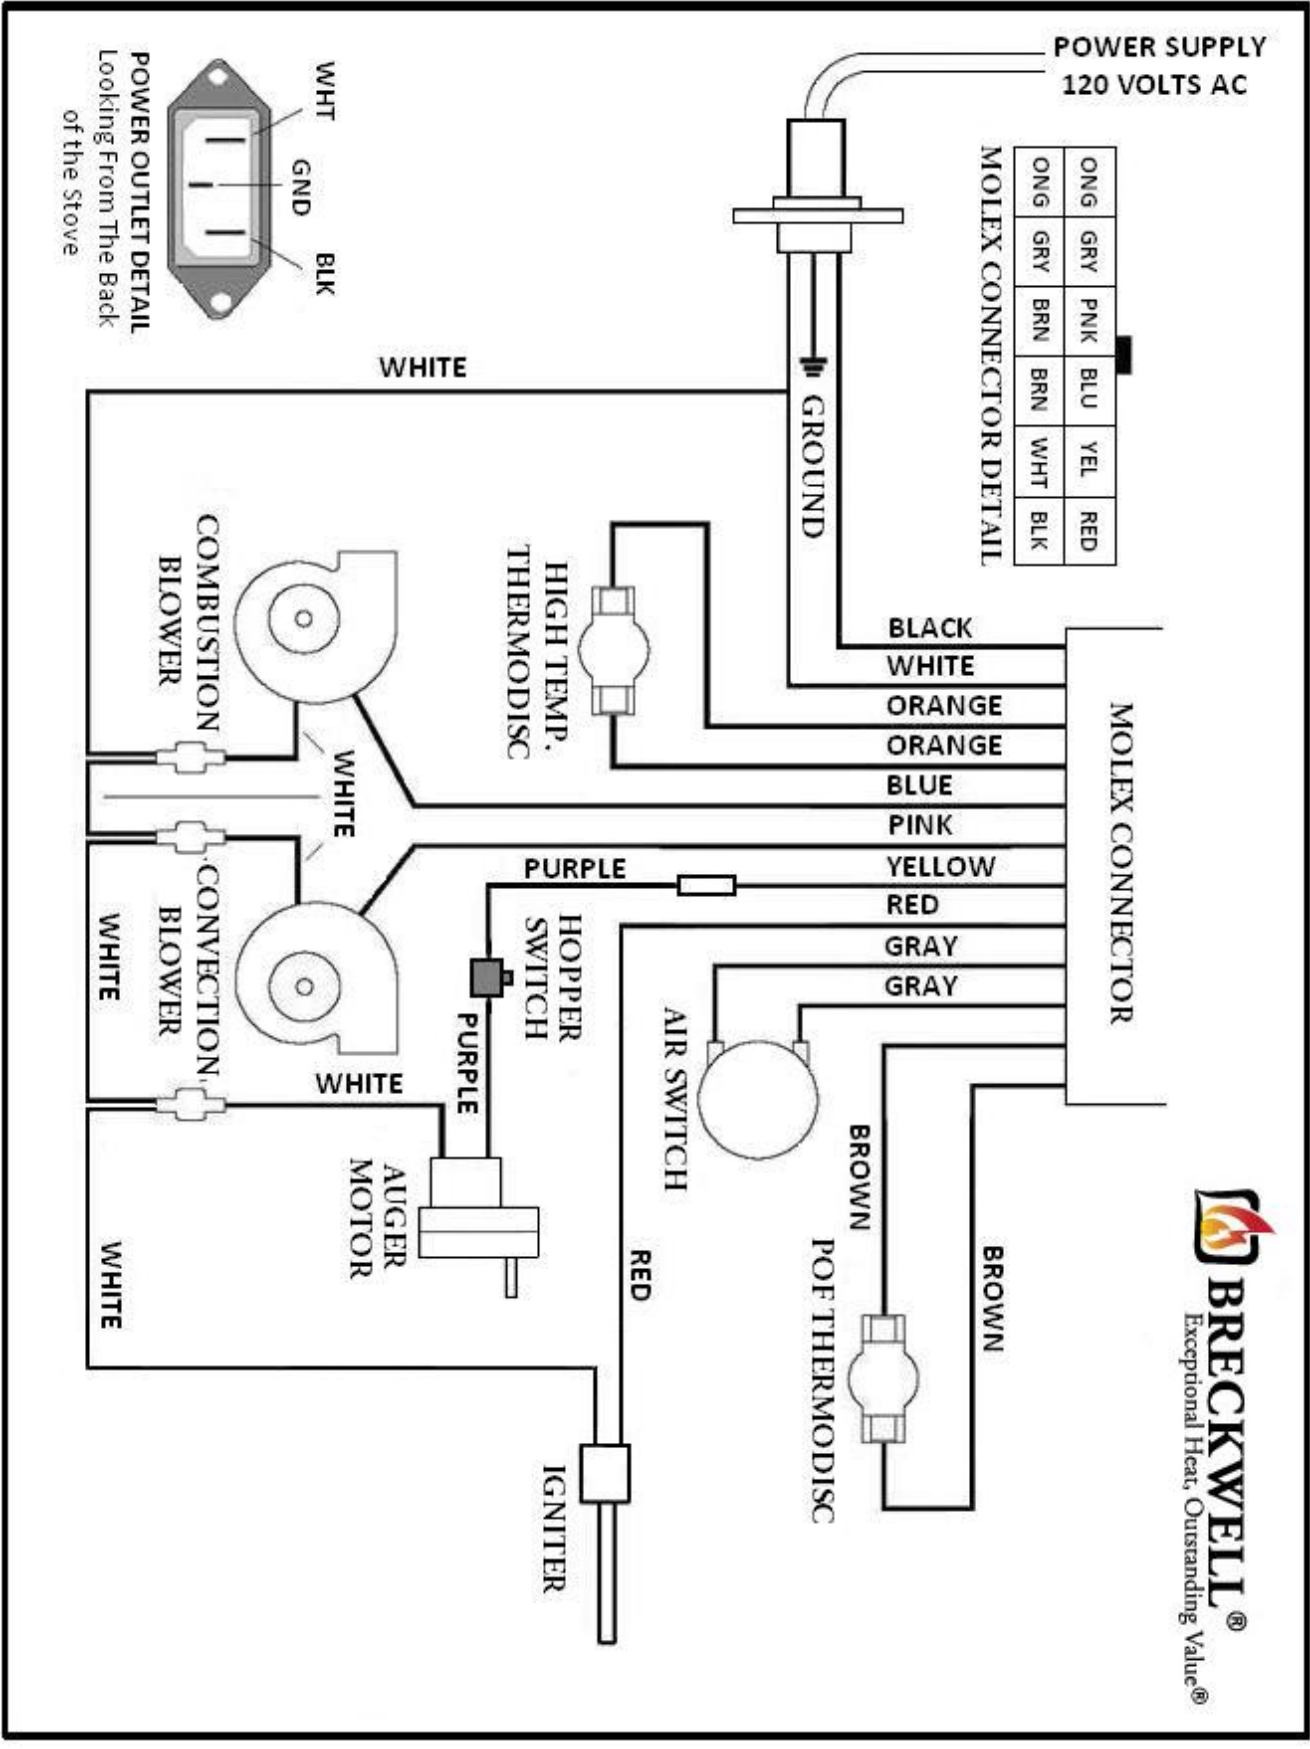 POWER SUPPLY
120 VOLTS AC
ONG GRY PNK BLU YEL RED
ONG GRY BRN BRN WHT BLK
MOLEX CONNECTOR DETAIL
WHT
GND
BLK
POWER OUTLET DETAIL
Looking From The Back
of the Stove
WHITE
GROUND
HIGH TEMP.
THERMODISC
COMBUSTION
BLOWER
BLACK
WHITE
ORANGE
ORANGE
BLUE
PINK
YELLOW
RED
GRAY
GRAY
MOLEX CONNECTOR
WHITE
PURPLE
HOPPER
SWITCH
PURPLE
CONVECTION
BLOWER
WHITE
WHITE
AIR SWITCH
AUGER
MOTOR
BROWN
BROWN
POF THERMODISC
RED
WHITE
IGNITER
BRECKWELL®
Exceptional Heat, Outstanding Value®